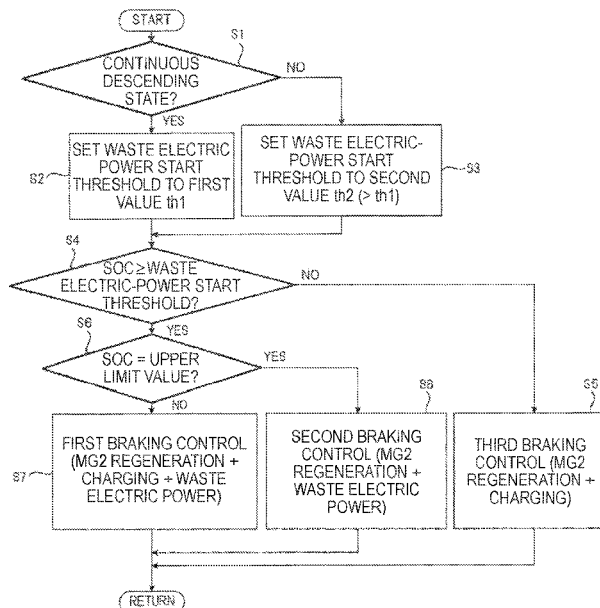 START
S1
CONTINUOUS
DESCENDING
STATE?
NO
YES
S2
SET WASTE ELECTRIC
POWER START
THRESHOLD TO FIRST
VALUE th1
SET WASTE ELECTRIC-
POWER START
THRESHOLD TO SECOND
VALUE th2 (> th1)
S3
S4
SOC≥WASTE
ELECTRIC-POWER START
THRESHOLD?
NO
YES
S6
SOC = UPPER
LIMIT VALUE?
YES
NO
S7
FIRST BRAKING CONTROL
(MG2 REGENERATION +
CHARGING + WASTE
ELECTRIC POWER)
S8
SECOND BRAKING
CONTROL (MG2
REGENERATION +
WASTE ELECTRIC
POWER)
S5
THIRD BRAKING
CONTROL (MG2
REGENERATION +
CHARGING)
RETURN